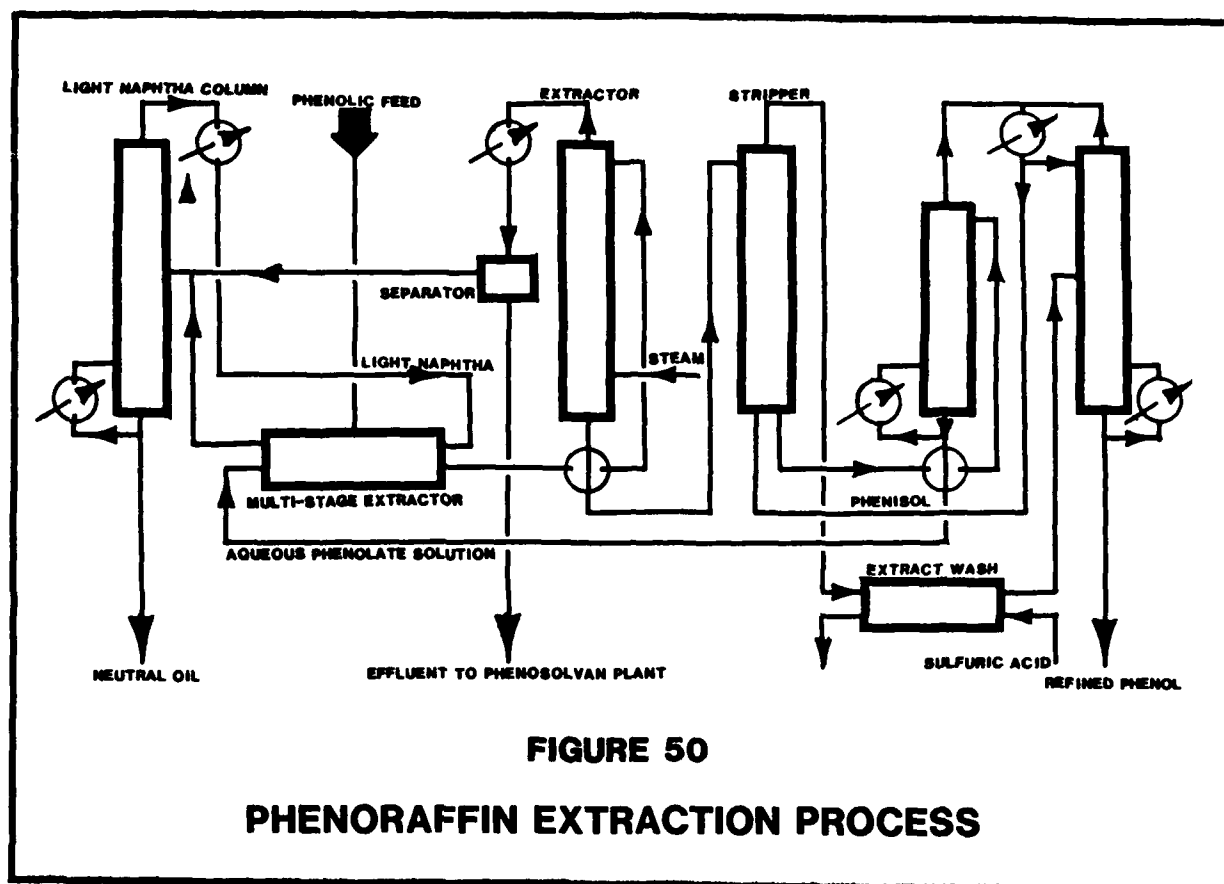 LIGHT NAPHTHA COLUMN
PHENOLIC FEED
EXTRACTOR
STRIPPER
SEPARATOR
LIGHT NAPHTHA
STEAM
MULTI-STAGE EXTRACTOR
PHENISOL
AQUEOUS PHENOLATE SOLUTION
EXTRACT WASH
NEUTRAL OIL
EFFLUENT TO PHENOSOLVAN PLANT
SULFURIC ACID
REFINED PHENOL
FIGURE 50
PHENORAFFIN EXTRACTION PROCESS